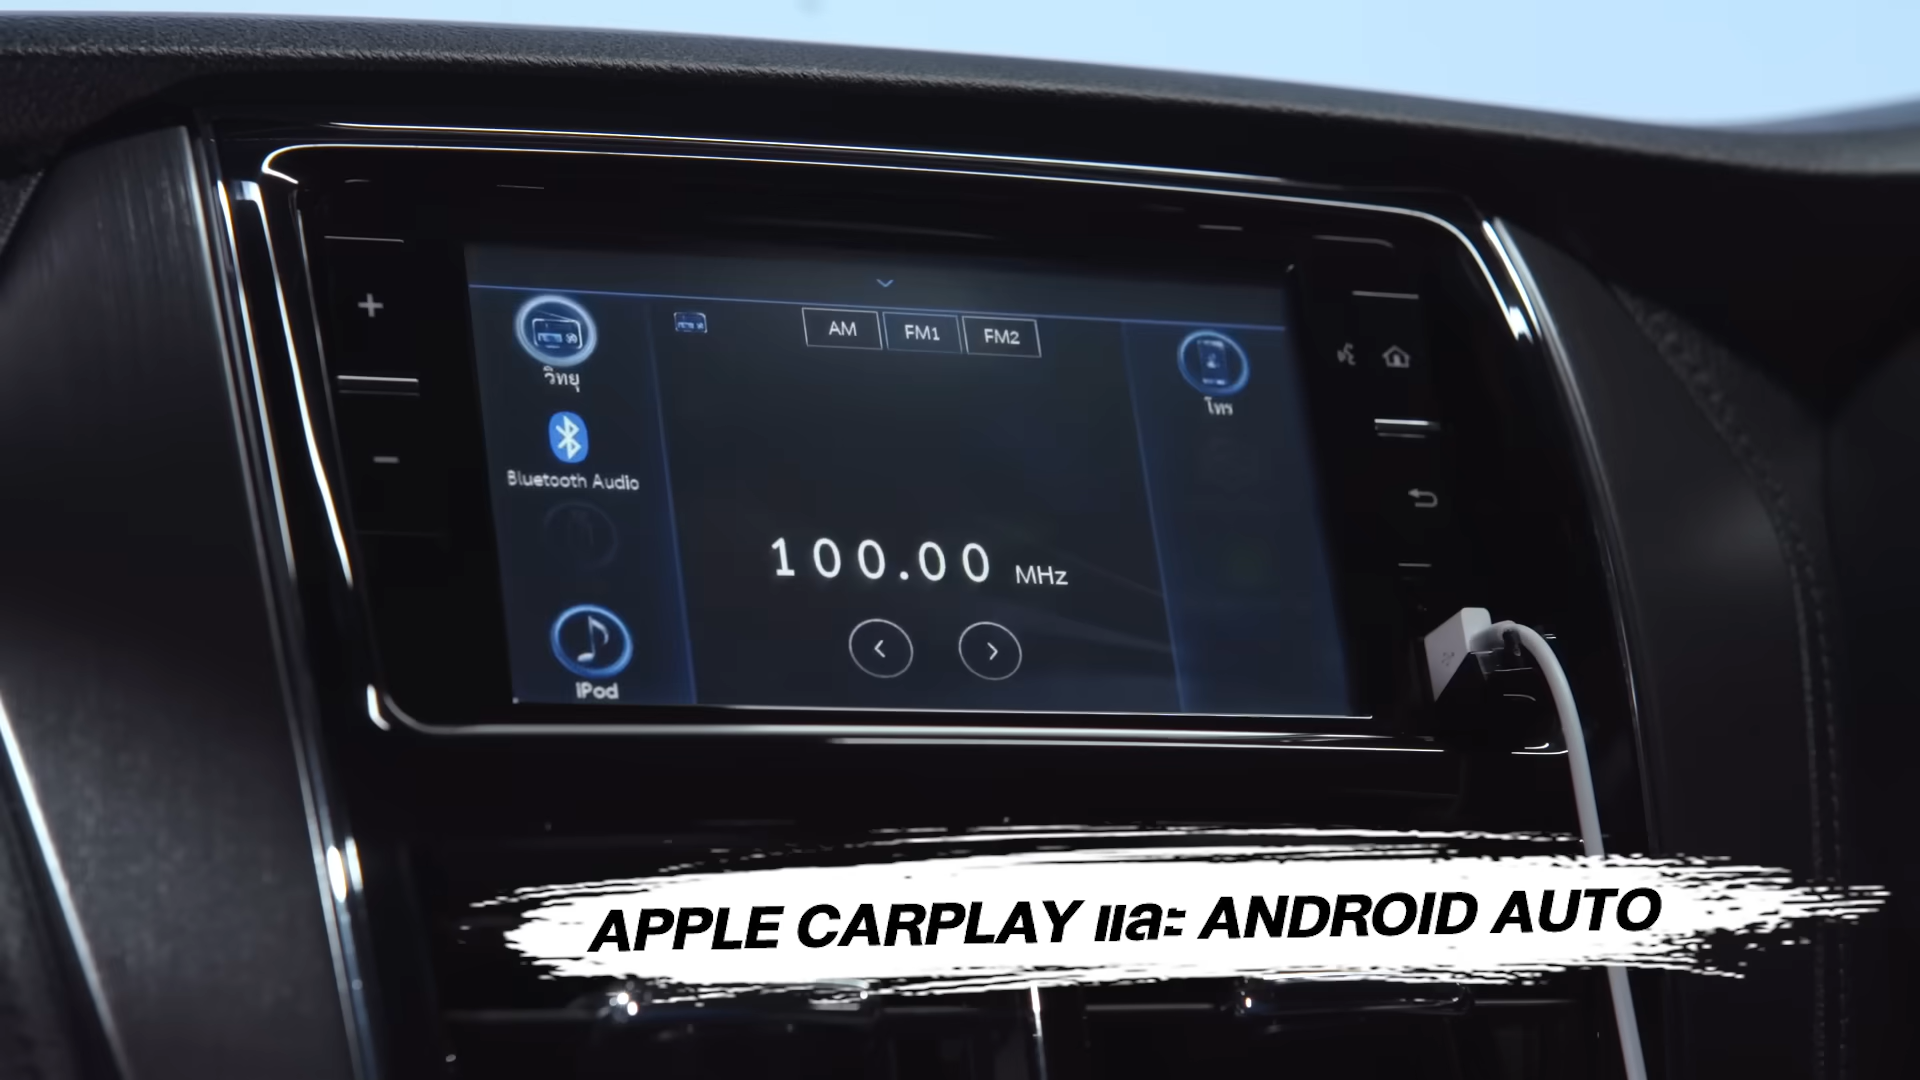 AM FM1 FM2
วิทยุ
โทร
Bluetooth Audio
100.00 MHz
iPod
APPLE CARPLAY และ ANDROID AUTO